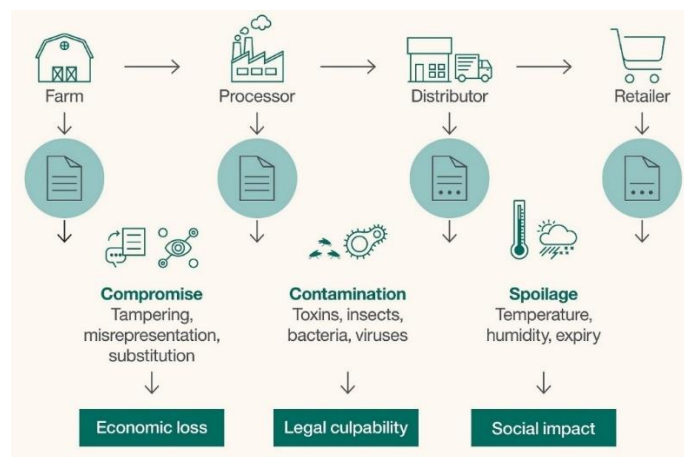 Farm
Processor
Distributor
Retailer
Compromise
Tampering,
misrepresentation,
substitution
Contamination
Toxins, insects,
bacteria, viruses
Spoilage
Temperature,
humidity, expiry
Economic loss
Legal culpability
Social impact